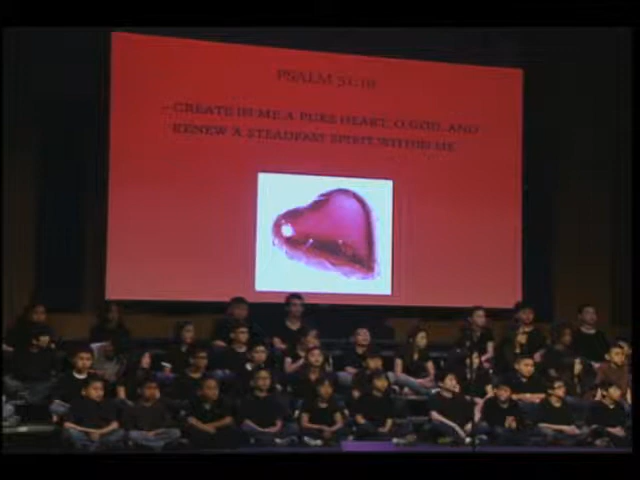 PSALM 51:10
- CREATE IN ME A PURE HEART, O GOD, AND
RENEW A STEADFAST SPIRIT WITHIN ME